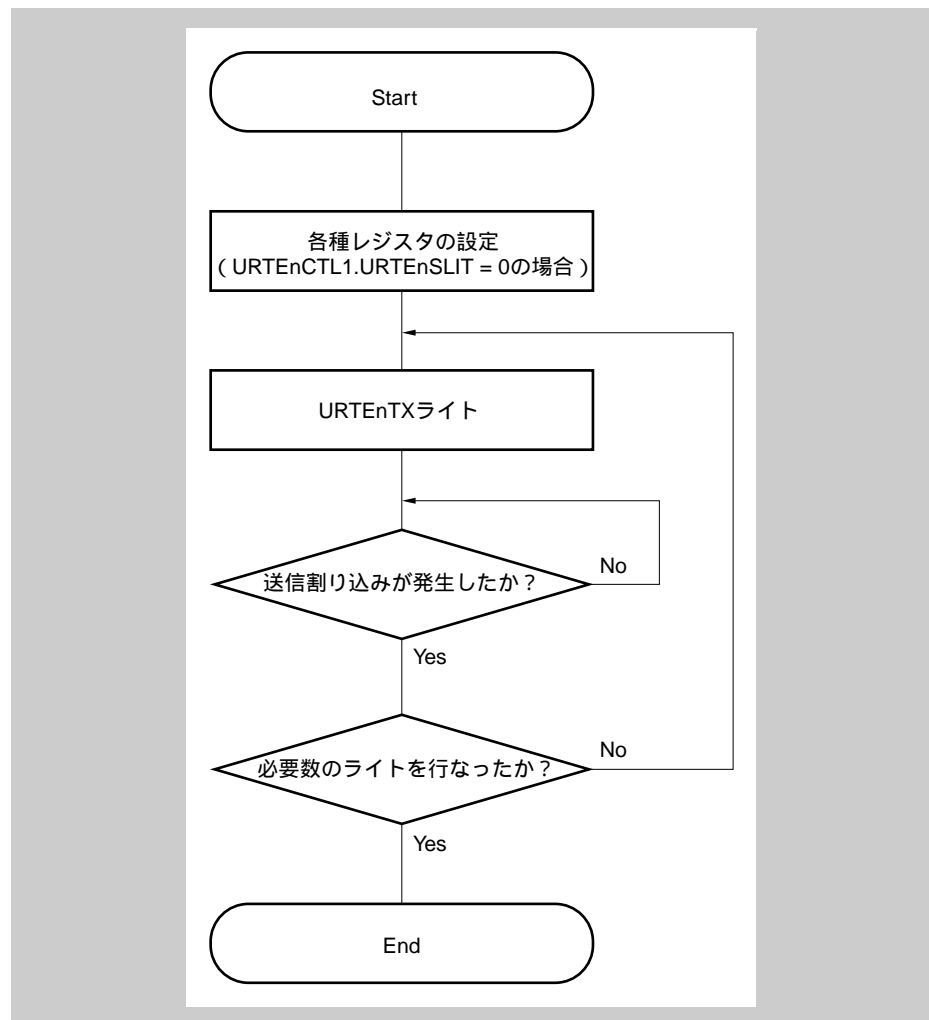 Start
各種レジスタの設定
（URTEnCTL1.URTEnSLIT = 0の場合）
URTEnTXライト
送信割り込みが発生したか？
No
Yes
必要数のライトを行なったか？
No
Yes
End